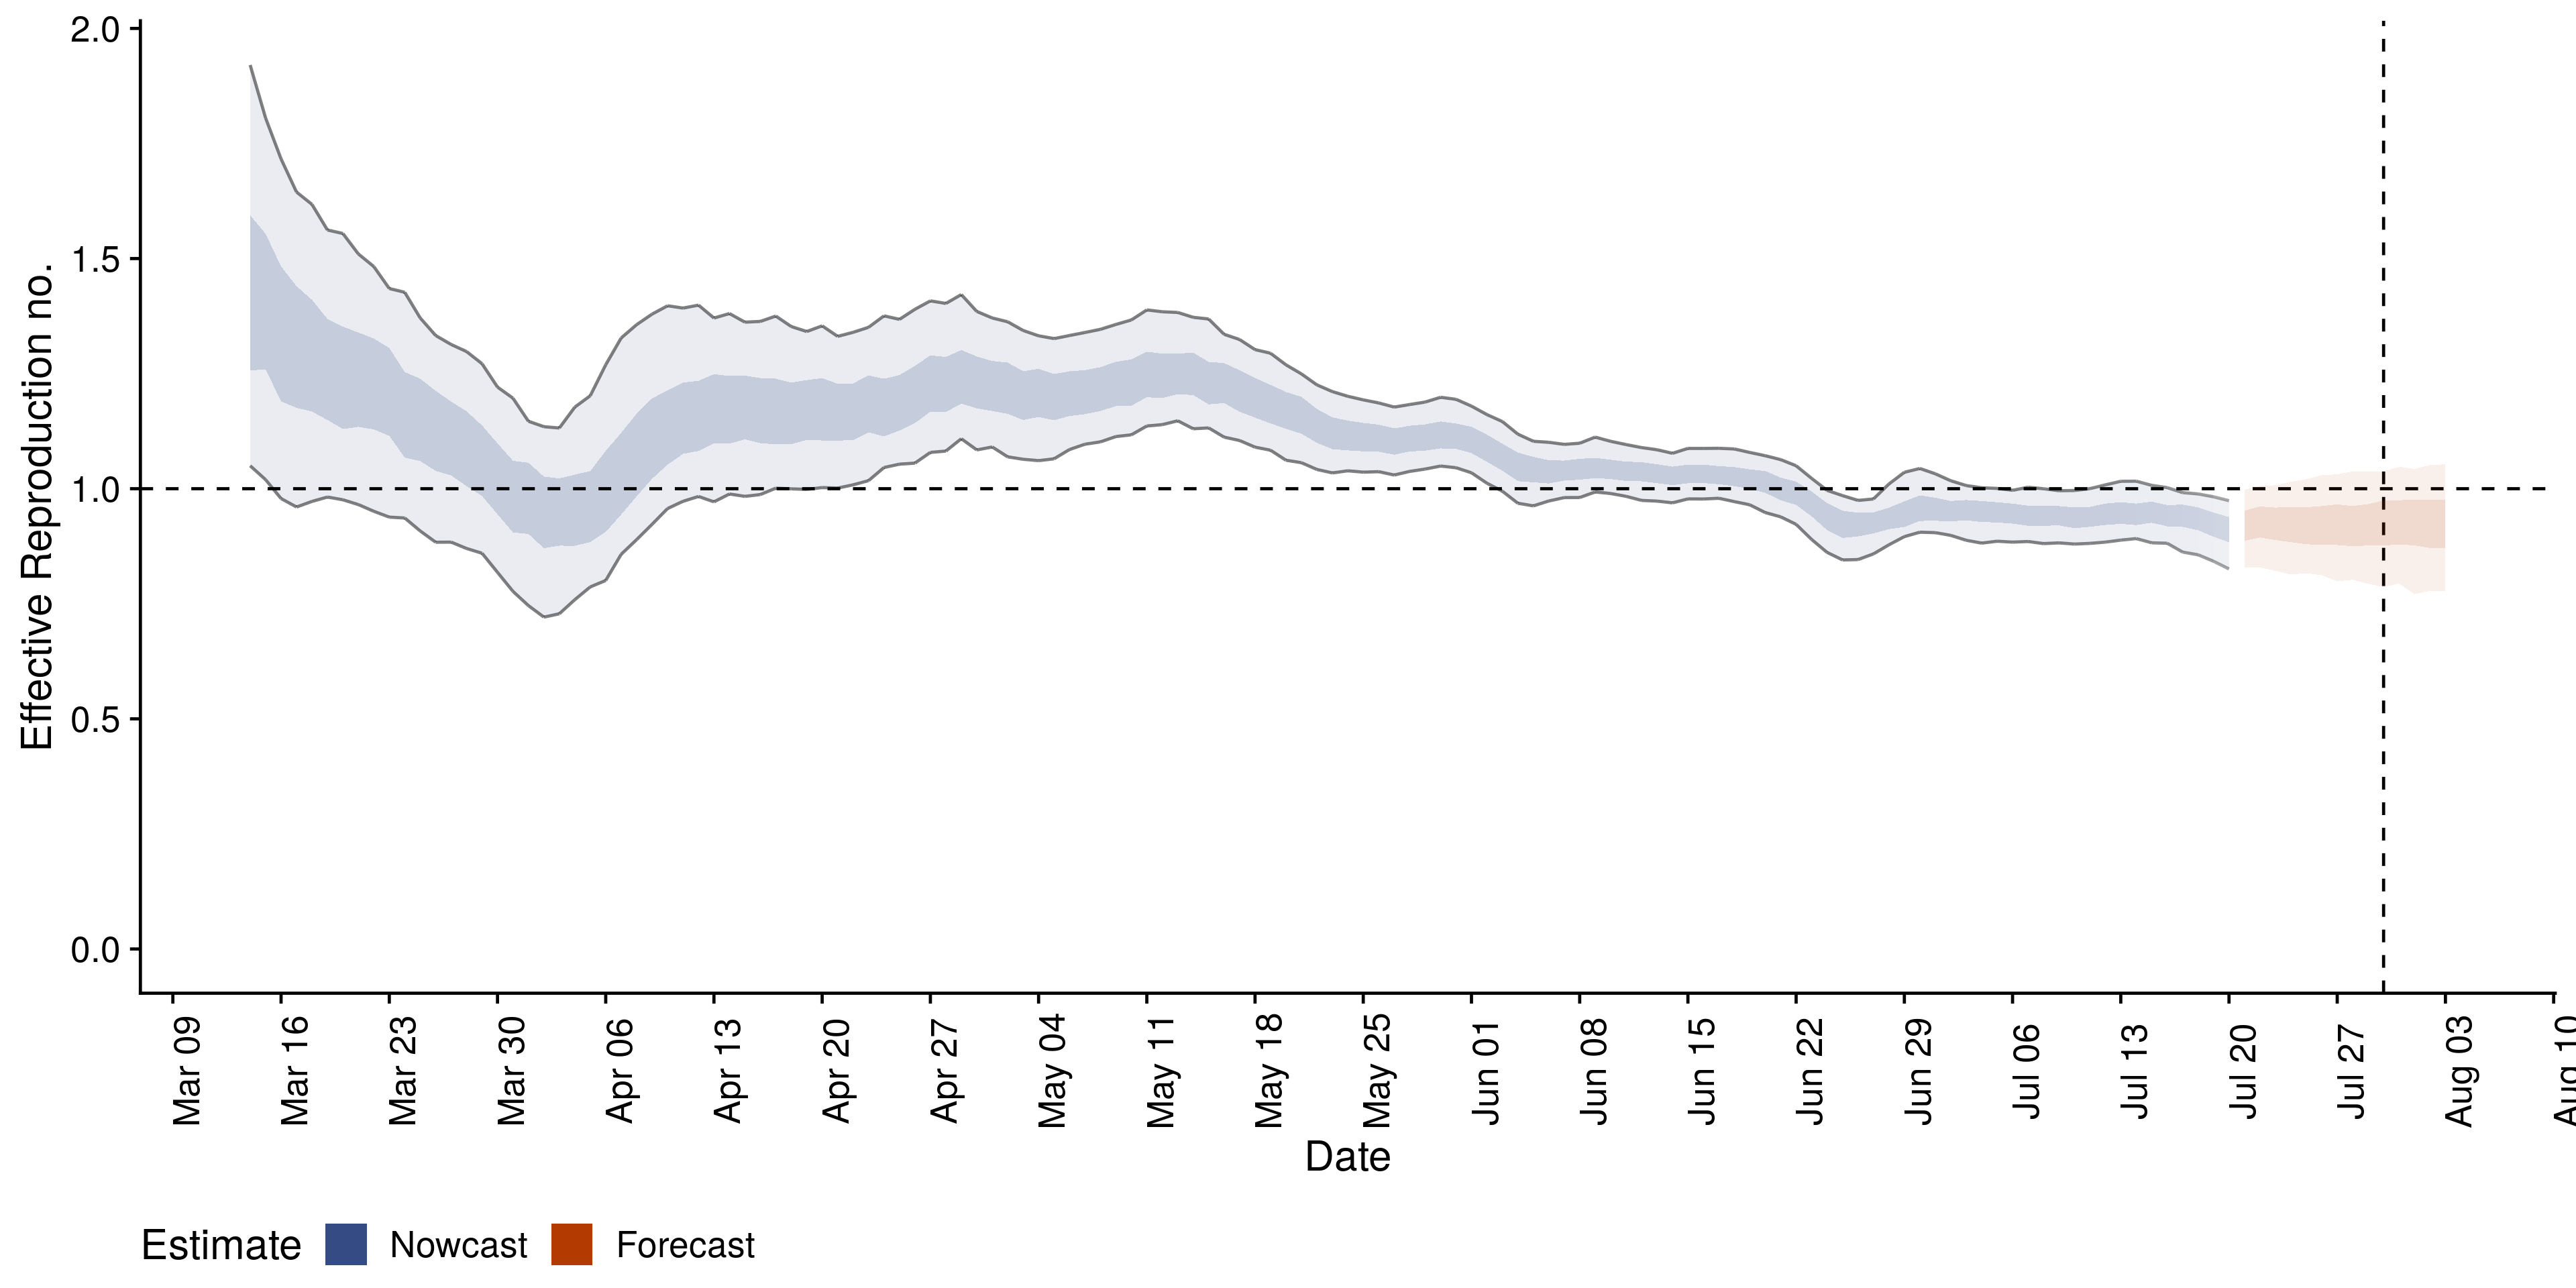 2.0
1.5
1.0
0.5
0.0
Effective Reproduction no.
Mar 09
Mar 16
Mar 23
Mar 30
Apr 06
Apr 13
Apr 20
Apr 27
May 04
May 11
May 18
May 25
Jun 01
Jun 08
Jun 15
Jun 22
Jun 29
Jul 06
Jul 13
Jul 20
Jul 27
Aug 03
Aug 10
Date
Estimate Nowcast Forecast